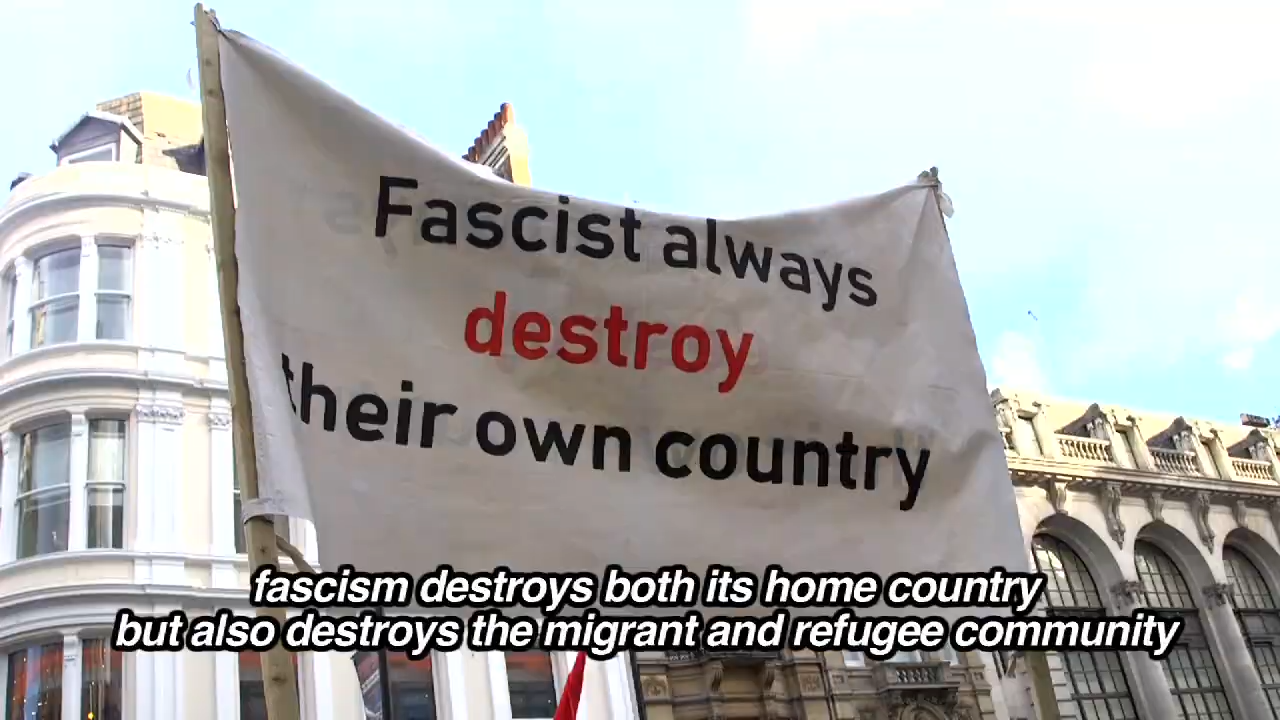 Fascist always
destroy
their own country
fascism destroys both its home country
but also destroys the migrant and refugee community